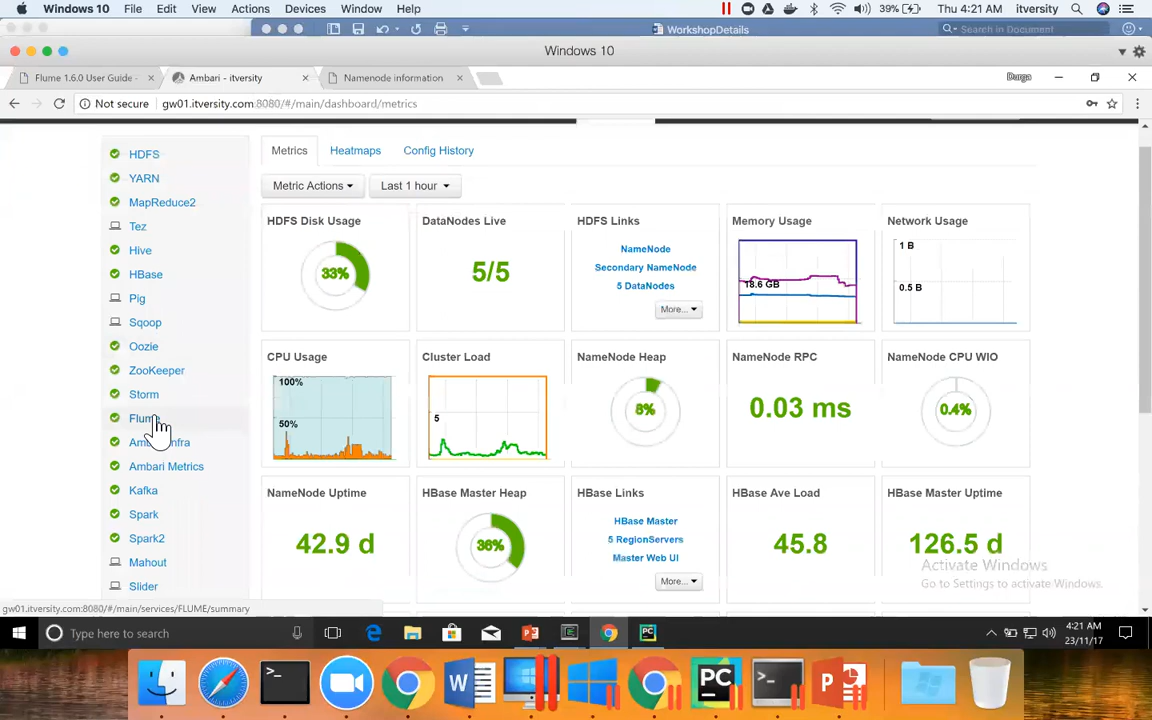 Windows 10 File Edit View Actions Devices Window Help 39% Thu 4:21 AM itversity
WorkshopDetails Search in Document
Windows 10
Flume 1.6.0 User Guide - Ambari - itversity Namenode information Durga
Not secure gw01.itversity.com:8080/#/main/dashboard/metrics
HDFS
YARN
MapReduce2
Tez
Hive
HBase
Pig
Sqoop
Oozie
ZooKeeper
Storm
Flume
Ambari Infra
Ambari Metrics
Kafka
Spark
Spark2
Mahout
Slider
Metrics Heatmaps Config History
Metric Actions Last 1 hour
HDFS Disk Usage
33%
DataNodes Live
5/5
HDFS Links
NameNode
Secondary NameNode
5 DataNodes
More...
Memory Usage
18.6 GB
Network Usage
1 B
0.5 B
CPU Usage
100%
50%
Cluster Load
5
NameNode Heap
8%
NameNode RPC
0.03 ms
NameNode CPU WIO
0.4%
NameNode Uptime
42.9 d
HBase Master Heap
36%
HBase Links
HBase Master
5 RegionServers
Master Web UI
More...
HBase Ave Load
45.8
HBase Master Uptime
126.5 d
Activate Windows
Go to Settings to activate Windows.
gw01.itversity.com:8080/#/main/services/FLUME/summary
Type here to search
4:21 AM
23/11/17